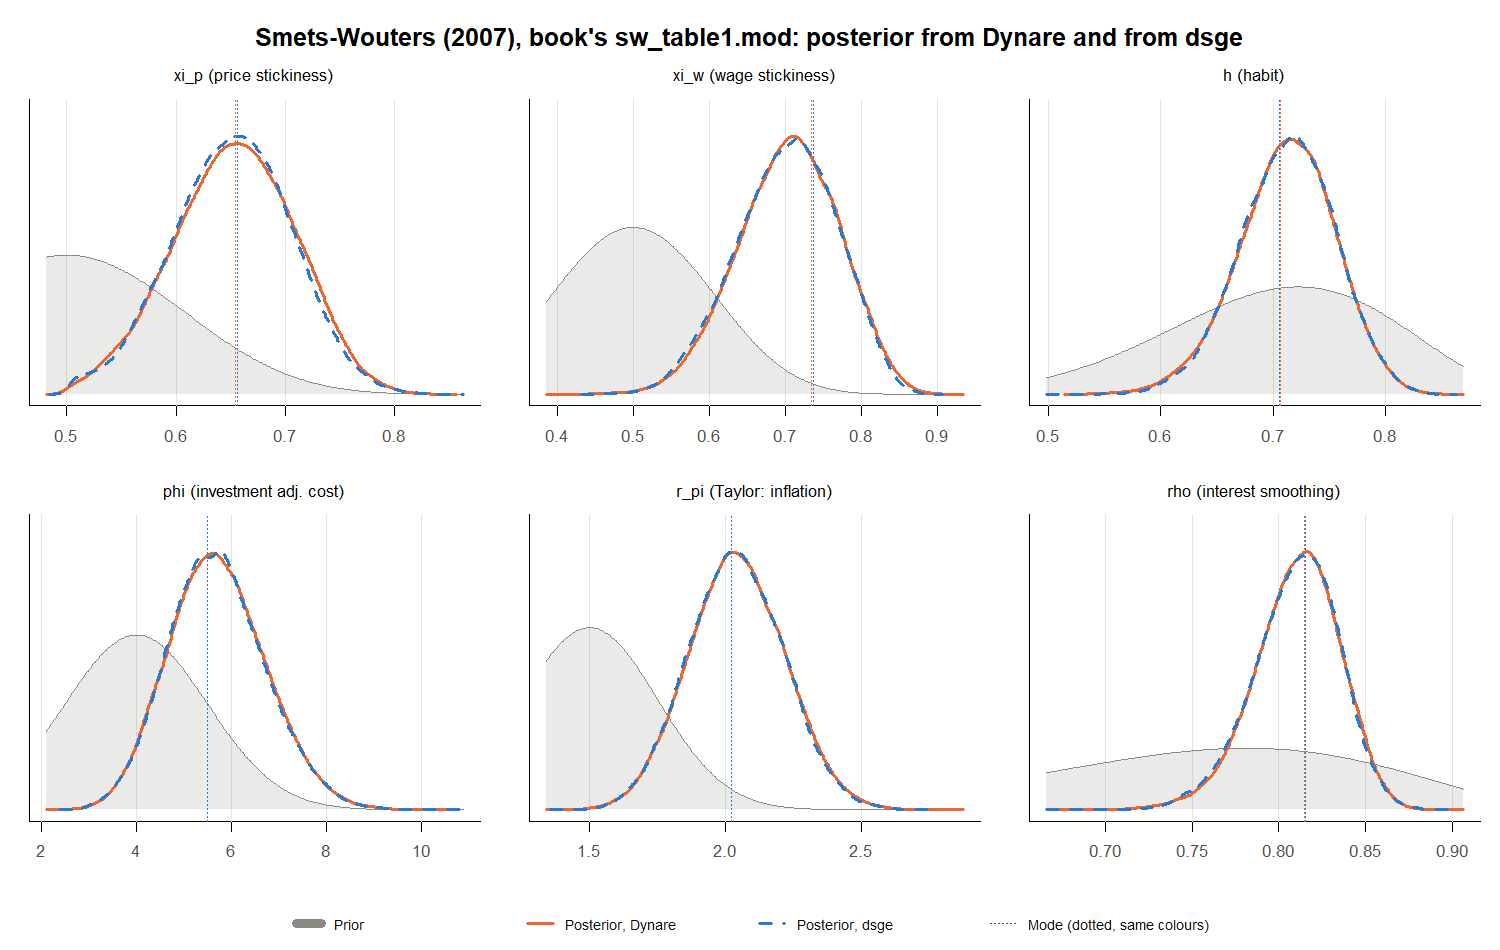 Smets-Wouters (2007), book's sw_table1.mod: posterior from Dynare and from dsge
xi_p (price stickiness)
xi_w (wage stickiness)
h (habit)
0.5 0.6 0.7 0.8
0.4 0.5 0.6 0.7 0.8 0.9
0.5 0.6 0.7 0.8
phi (investment adj. cost)
r_pi (Taylor: inflation)
rho (interest smoothing)
2 4 6 8 10
1.5 2.0 2.5
0.70 0.75 0.80 0.85 0.90
Prior
Posterior, Dynare
Posterior, dsge
Mode (dotted, same colours)